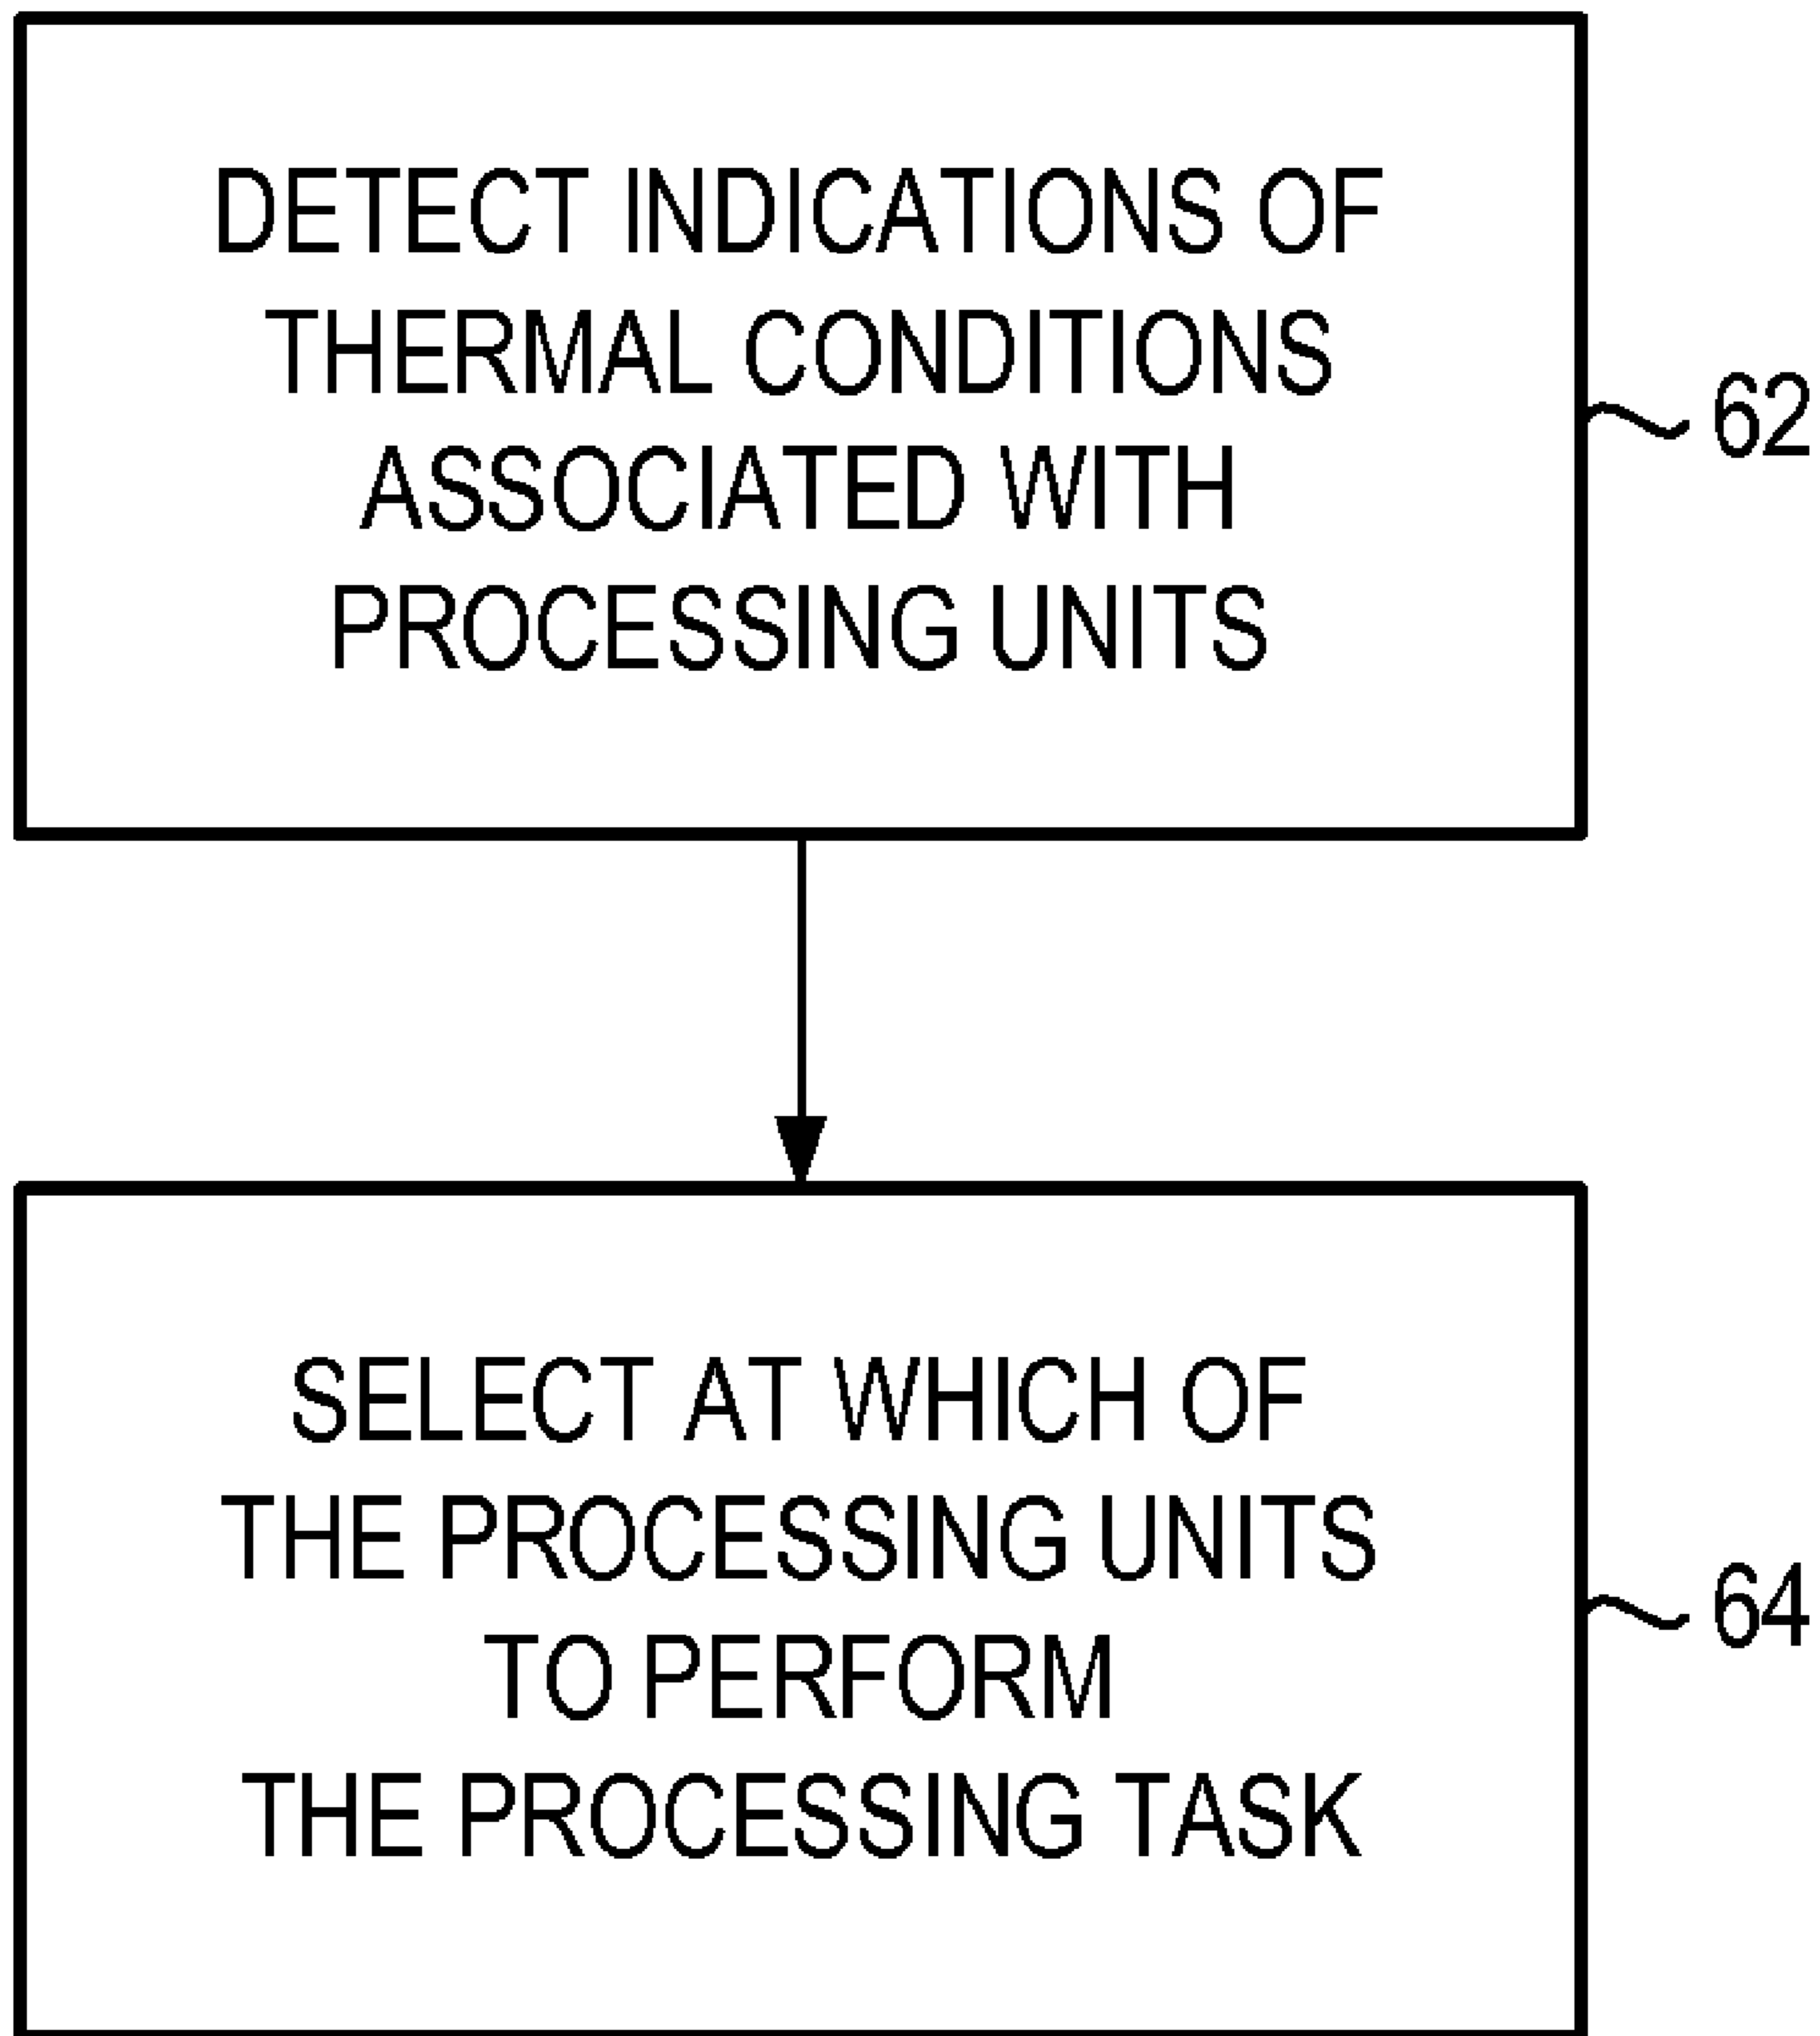 DETECT INDICATIONS OF
THERMAL CONDITIONS
ASSOCIATED WITH
PROCESSING UNITS
62
SELECT AT WHICH OF
THE PROCESSING UNITS
TO PERFORM
THE PROCESSING TASK
64